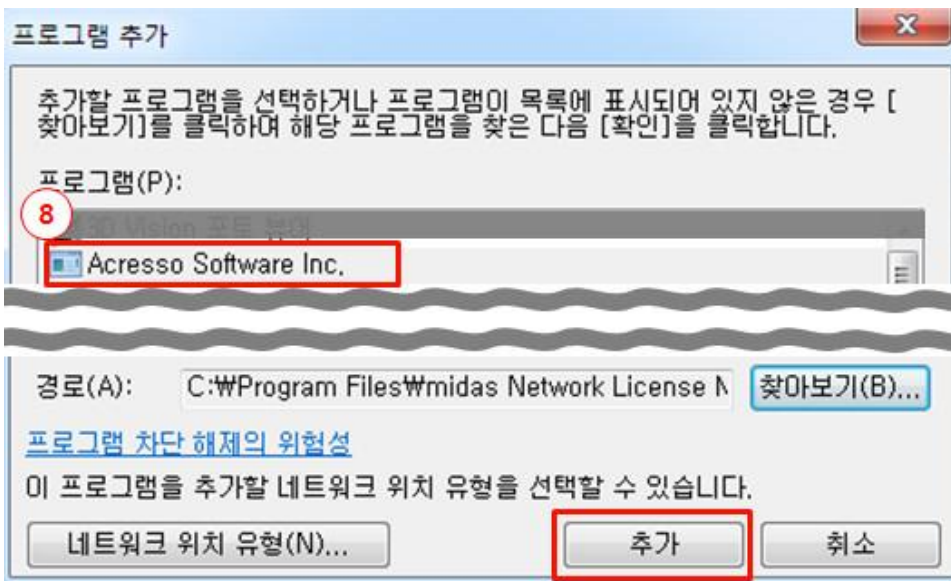 프로그램 추가
추가할 프로그램을 선택하거나 프로그램이 목록에 표시되어 있지 않은 경우 [
찾아보기]를 클릭하여 해당 프로그램을 찾은 다음 [확인]을 클릭합니다.
프로그램(P):
8
3D Vision 포토 뷰어
Acresso Software Inc.
경로(A): C:₩Program Files₩midas Network License 찾아보기(B)...
프로그램 차단 해제의 위험성
이 프로그램을 추가할 네트워크 위치 유형을 선택할 수 있습니다.
네트워크 위치 유형(N)... 추가 취소